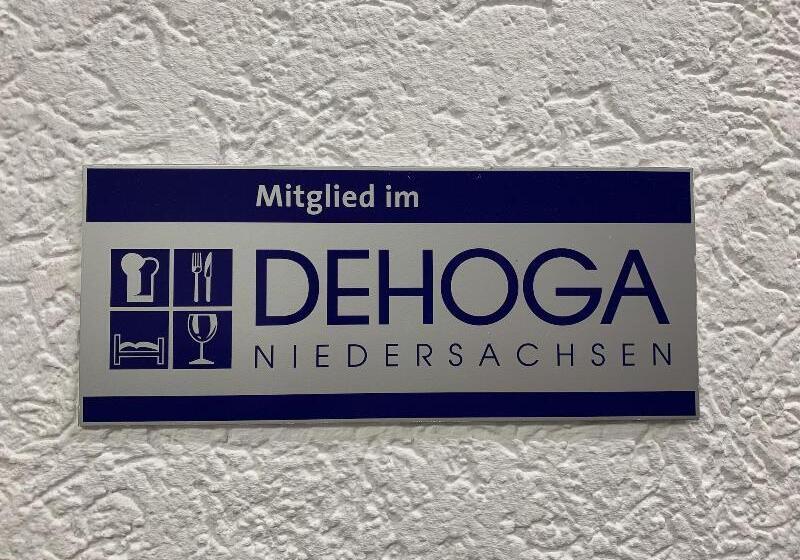 Mitglied im
DEHOGA
NIEDERSACHSEN